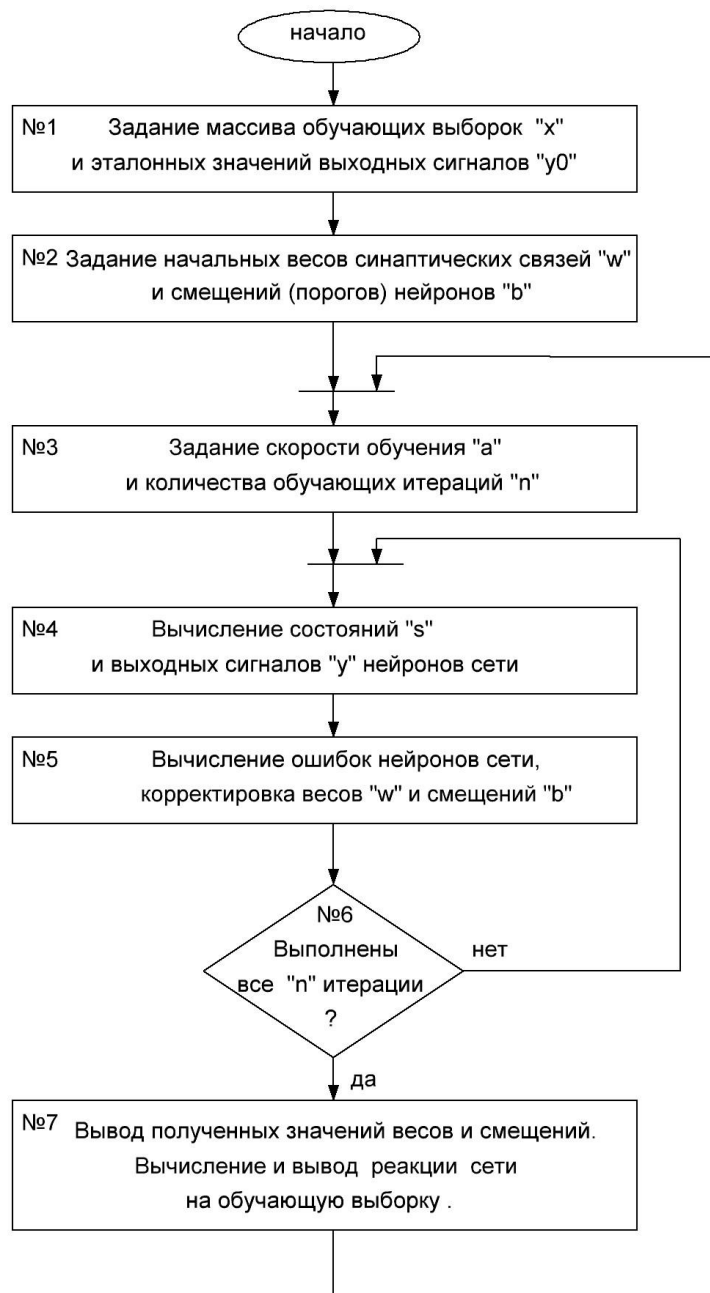 начало
№1 Задание массива обучающих выборок "x"
и эталонных значений выходных сигналов "y0"
№2 Задание начальных весов синаптических связей "w"
и смещений (порогов) нейронов "b"
№3 Задание скорости обучения "a"
и количества обучающих итераций "n"
№4 Вычисление состояний "s"
и выходных сигналов "y" нейронов сети
№5 Вычисление ошибок нейронов сети,
корректировка весов "w" и смещений "b"
№6
Выполнены
все "n" итерации
?
нет
да
№7 Вывод полученных значений весов и смещений.
Вычисление и вывод реакции сети
на обучающую выборку .